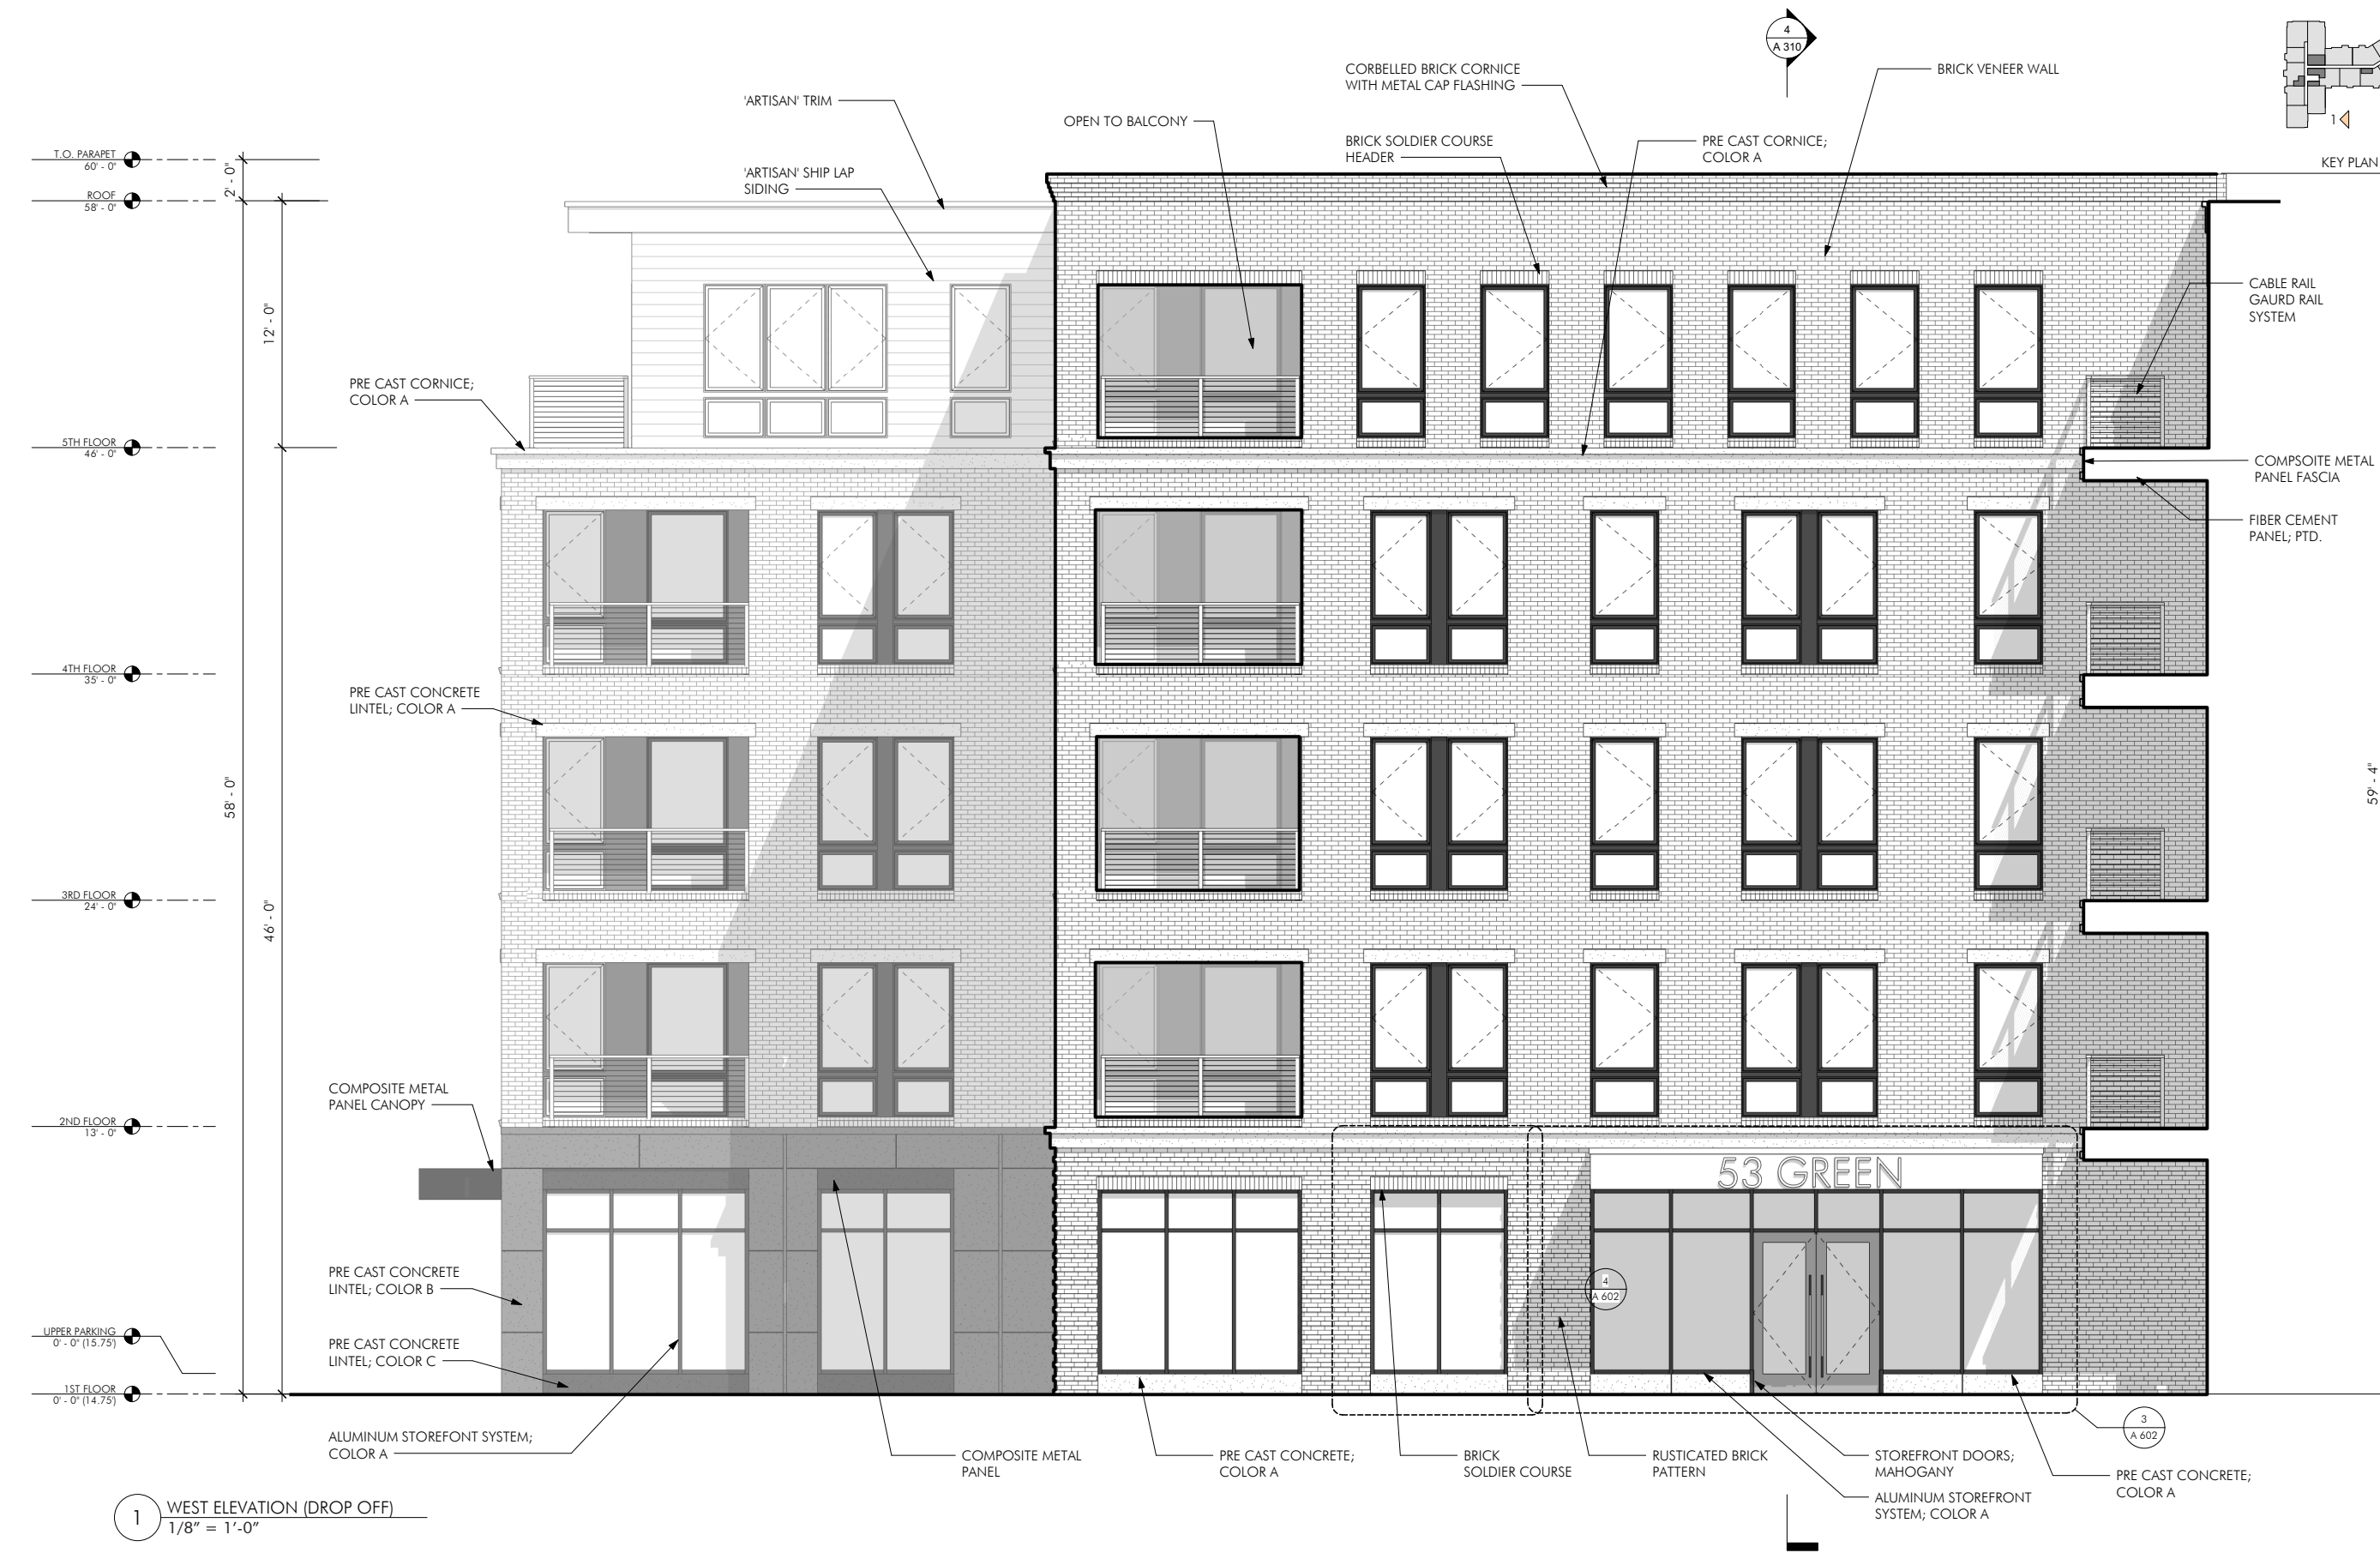 4
A 310
CORBELLED BRICK CORNICE
WITH METAL CAP FLASHING
BRICK VENEER WALL
'ARTISAN' TRIM
OPEN TO BALCONY
BRICK SOLDIER COURSE
HEADER
PRE CAST CORNICE;
COLOR A
1
KEY PLAN
T.O. PARAPET
60' - 0"
2' - 0"
ROOF
58' - 0"
'ARTISAN' SHIP LAP
SIDING
12' - 0"
CABLE RAIL
GAURD RAIL
SYSTEM
PRE CAST CORNICE;
COLOR A
5TH FLOOR
46' - 0"
COMPSOITE METAL
PANEL FASCIA
FIBER CEMENT
PANEL; PTD.
4TH FLOOR
35' - 0"
PRE CAST CONCRETE
LINTEL; COLOR A
58' - 0"
59' - 4"
3RD FLOOR
24' - 0"
46' - 0"
COMPOSITE METAL
PANEL CANOPY
2ND FLOOR
13' - 0"
53 GREEN
PRE CAST CONCRETE
LINTEL; COLOR B
4
A 602
UPPER PARKING
0' - 0" (15.75')
PRE CAST CONCRETE
LINTEL; COLOR C
1ST FLOOR
0' - 0" (14.75')
3
A 602
ALUMINUM STOREFONT SYSTEM;
COLOR A
COMPOSITE METAL
PANEL
PRE CAST CONCRETE;
COLOR A
BRICK
SOLDIER COURSE
RUSTICATED BRICK
PATTERN
STOREFRONT DOORS;
MAHOGANY
ALUMINUM STOREFRONT
SYSTEM; COLOR A
PRE CAST CONCRETE;
COLOR A
1
WEST ELEVATION (DROP OFF)
1/8" = 1'-0"